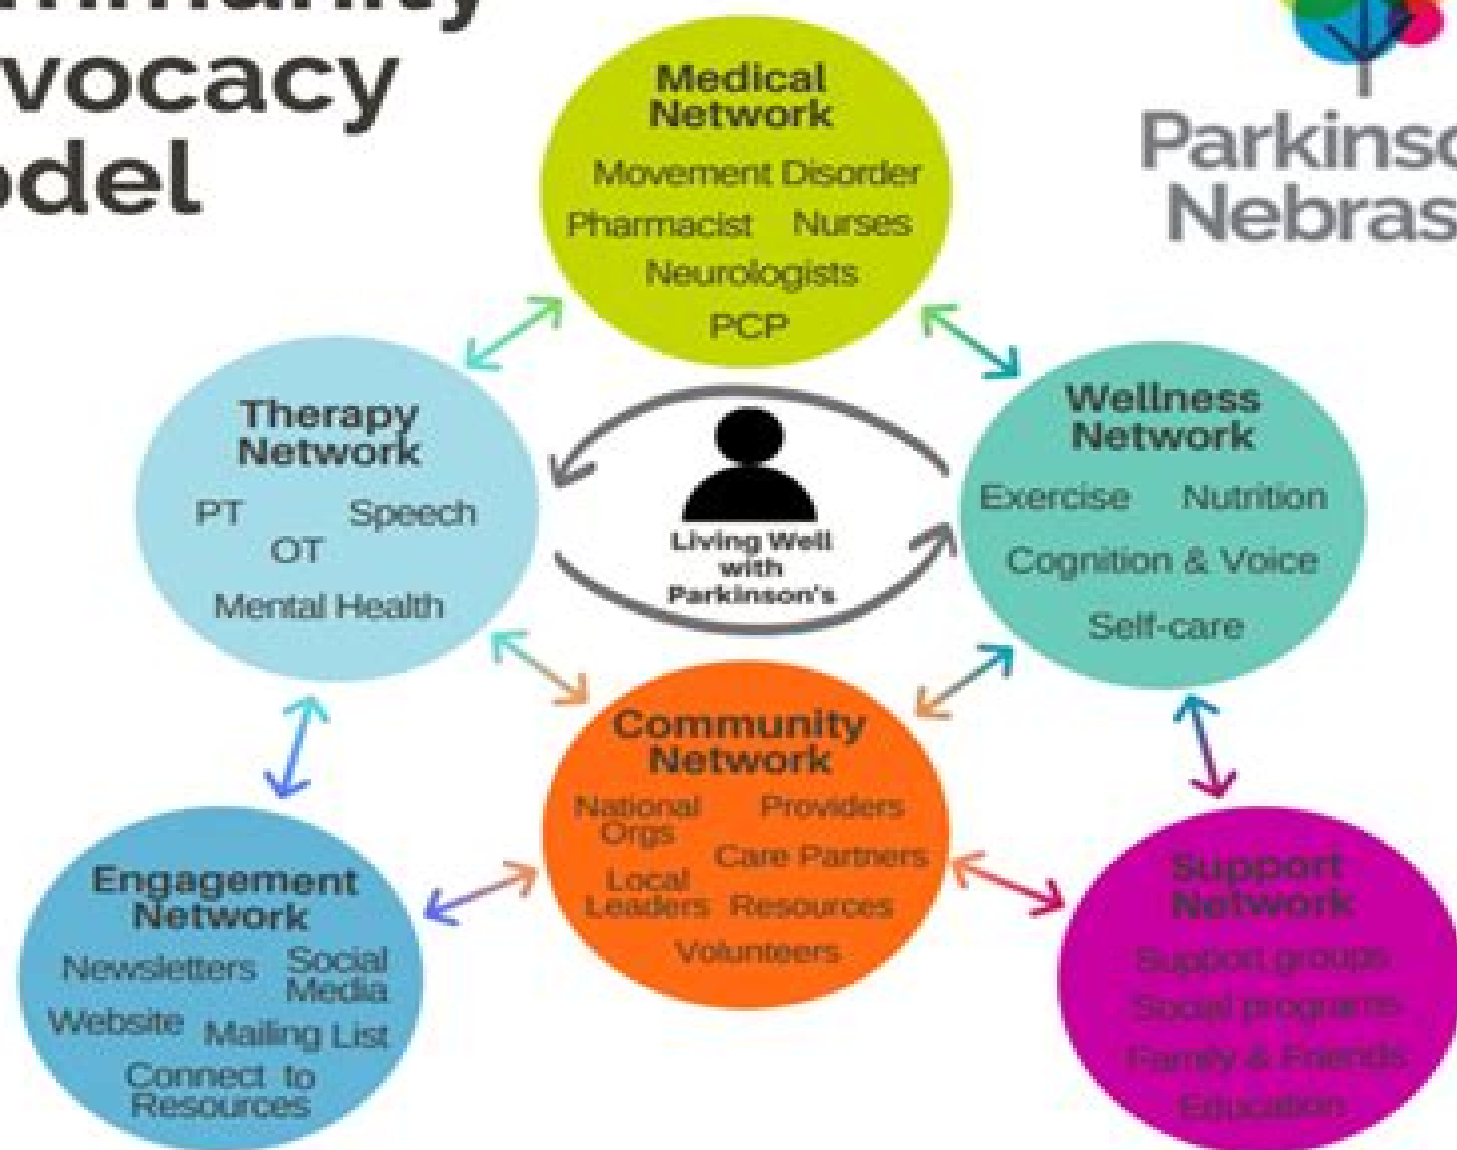 mmunity
vocacy
odel
Parkinso
Nebras
Medical
Network
Movement Disorder
Pharmacist Nurses
Neurologists
PCP
Therapy
Network
PT Speech
OT
Mental Health
Living Well
with
Parkinson's
Wellness
Network
Exercise Nutrition
Cognition & Voice
Self-care
Community
Network
National
Orgs
Providers
Care Partners
Local
Leaders
Resources
Volunteers
Engagement
Network
Newsletters
Social
Media
Website
Mailing List
Connect to
Resources
Support
Network
Support groups
Social programs
Family & Friends
Education